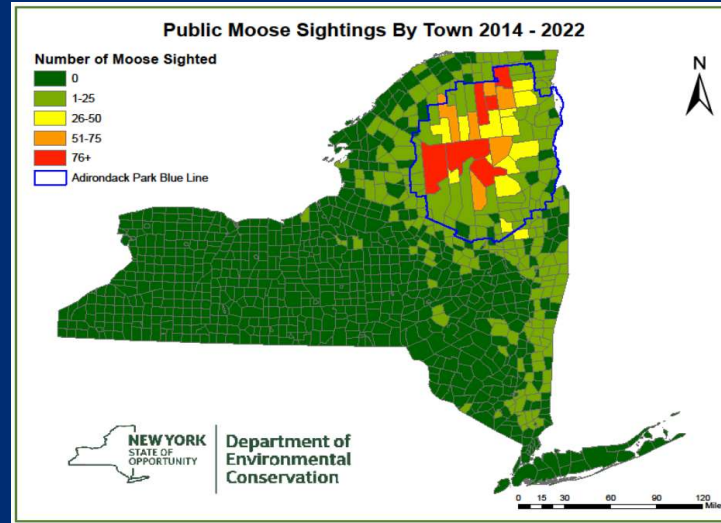 Public Moose Sightings By Town 2014 - 2022
Number of Moose Sighted
0
1-25
26-50
51-75
76+
Adirondack Park Blue Line
N
NEW YORK
STATE OF
OPPORTUNITY
Department of
Environmental
Conservation
0 15 30 60 90 120
Miles